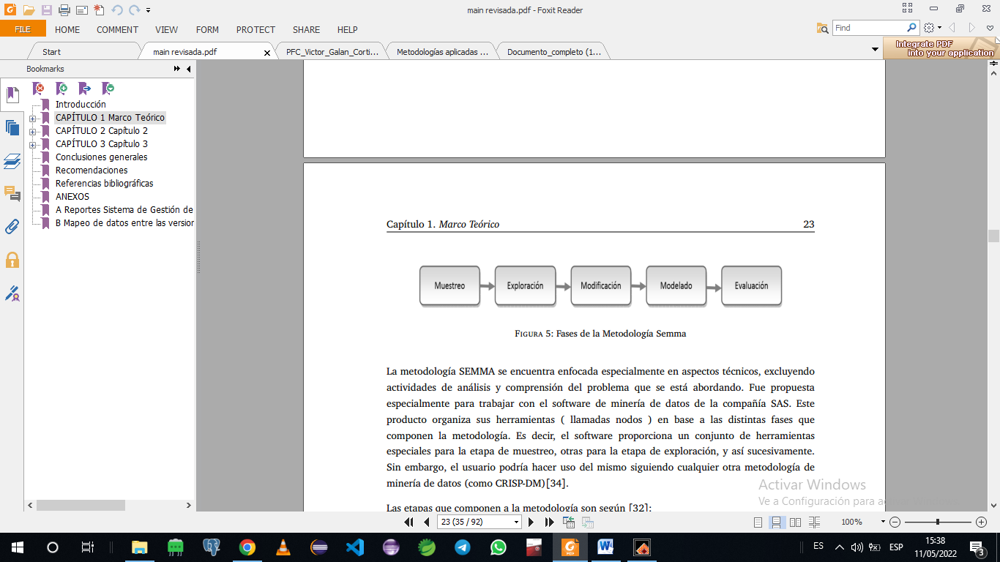 main revisada.pdf - Foxit Reader
FILE
HOME
COMMENT
VIEW
FORM
PROTECT
SHARE
HELP
Find
Start
main revisada.pdf
PFC_Victor_Galan_Corti...
Metodologías aplicadas ...
Documento_completo (1...
Integrate PDF
into your application
Bookmarks
Introducción
CAPÍTULO 1 Marco Teórico
CAPÍTULO 2 Capítulo 2
CAPÍTULO 3 Capítulo 3
Conclusiones generales
Recomendaciones
Referencias bibliográficas
ANEXOS
A Reportes Sistema de Gestión de
B Mapeo de datos entre las version
Capítulo 1. Marco Teórico 23
Muestreo
Exploración
Modificación
Modelado
Evaluación
FIGURA 5: Fases de la Metodología Semma
La metodología SEMMA se encuentra enfocada especialmente en aspectos técnicos, excluyendo
actividades de análisis y comprensión del problema que se está abordando. Fue propuesta
especialmente para trabajar con el software de minería de datos de la compañía SAS. Este
producto organiza sus herramientas ( llamadas nodos ) en base a las distintas fases que
componen la metodología. Es decir, el software proporciona un conjunto de herramientas
especiales para la etapa de muestreo, otras para la etapa de exploración, y así sucesivamente.
Sin embargo, el usuario podría hacer uso del mismo siguiendo cualquier otra metodología de
minería de datos (como CRISP-DM)[34].
Las etapas que componen a la metodología son según [32]:
Activar Windows
Ve a Configuración para
23 (35 / 92)
100%
ES
ESP
15:38
11/05/2022
3